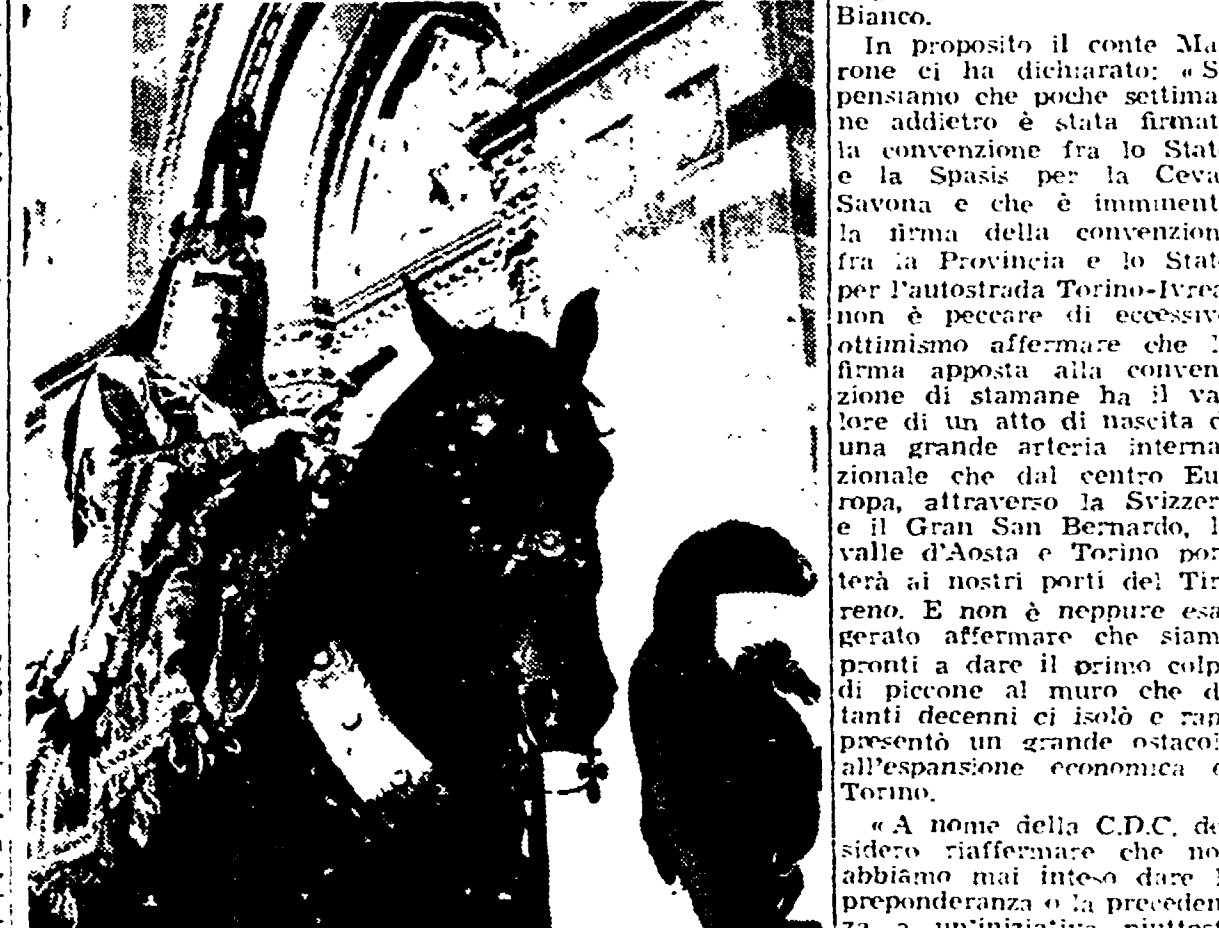 Bianco.
In proposito il conte Ma
rone ci ha dichiarato: « S
pensiamo che poche settima
ne addietro è stata firmat
la convenzione fra lo Stat
e la Spasis per la Ceva
Savona e che è imminent
la firma della convenzion
fra la Provincia e lo Stat
per l'autostrada Torino-Ivrea
non è peccare di eccessiv
ottimismo affermare che l
firma apposta alla conven
zione di stamane ha il va
lore di un atto di nascita d
una grande arteria interna
zionale che dal centro Eu
ropa, attraverso la Svizzer
e il Gran San Bernardo, l
valle d'Aosta e Torino por
terà ai nostri porti del Tir
reno. E non è neppure esa
gerato affermare che siam
pronti a dare il primo colp
di piccone al muro che d
tanti decenni ci isolò e rap
presentò un grande ostacol
all'espansione economica d
Torino.
« A nome della C.D.C. de
sidero riaffermare che no
abbiamo mai inteso dare l
preponderanza o la preceden
za a un'iniziativa piuttost